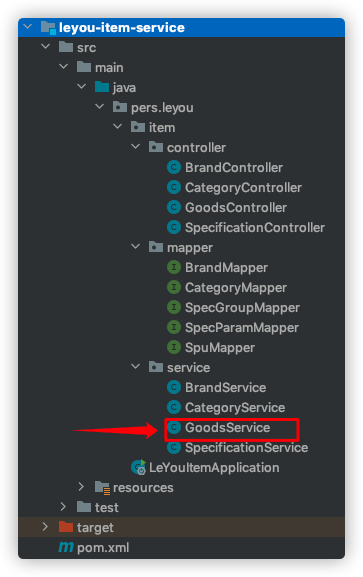 leyou-item-service
src
main
java
pers.leyou
item
controller
BrandController
CategoryController
GoodsController
SpecificationController
mapper
BrandMapper
CategoryMapper
SpecGroupMapper
SpecParamMapper
SpuMapper
service
BrandService
CategoryService
GoodsService
SpecificationService
LeYouItemApplication
resources
test
target
pom.xml